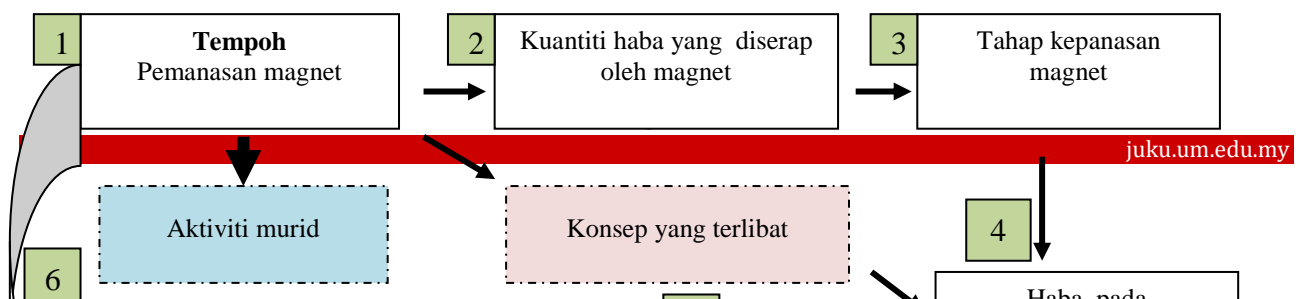 1
Tempoh
Pemanasan magnet
2
Kuantiti haba yang diserap
oleh magnet
3
Tahap kepanasan
magnet
juku.um.edu.my
Aktiviti murid
Konsep yang terlibat
4
6
Haba pada